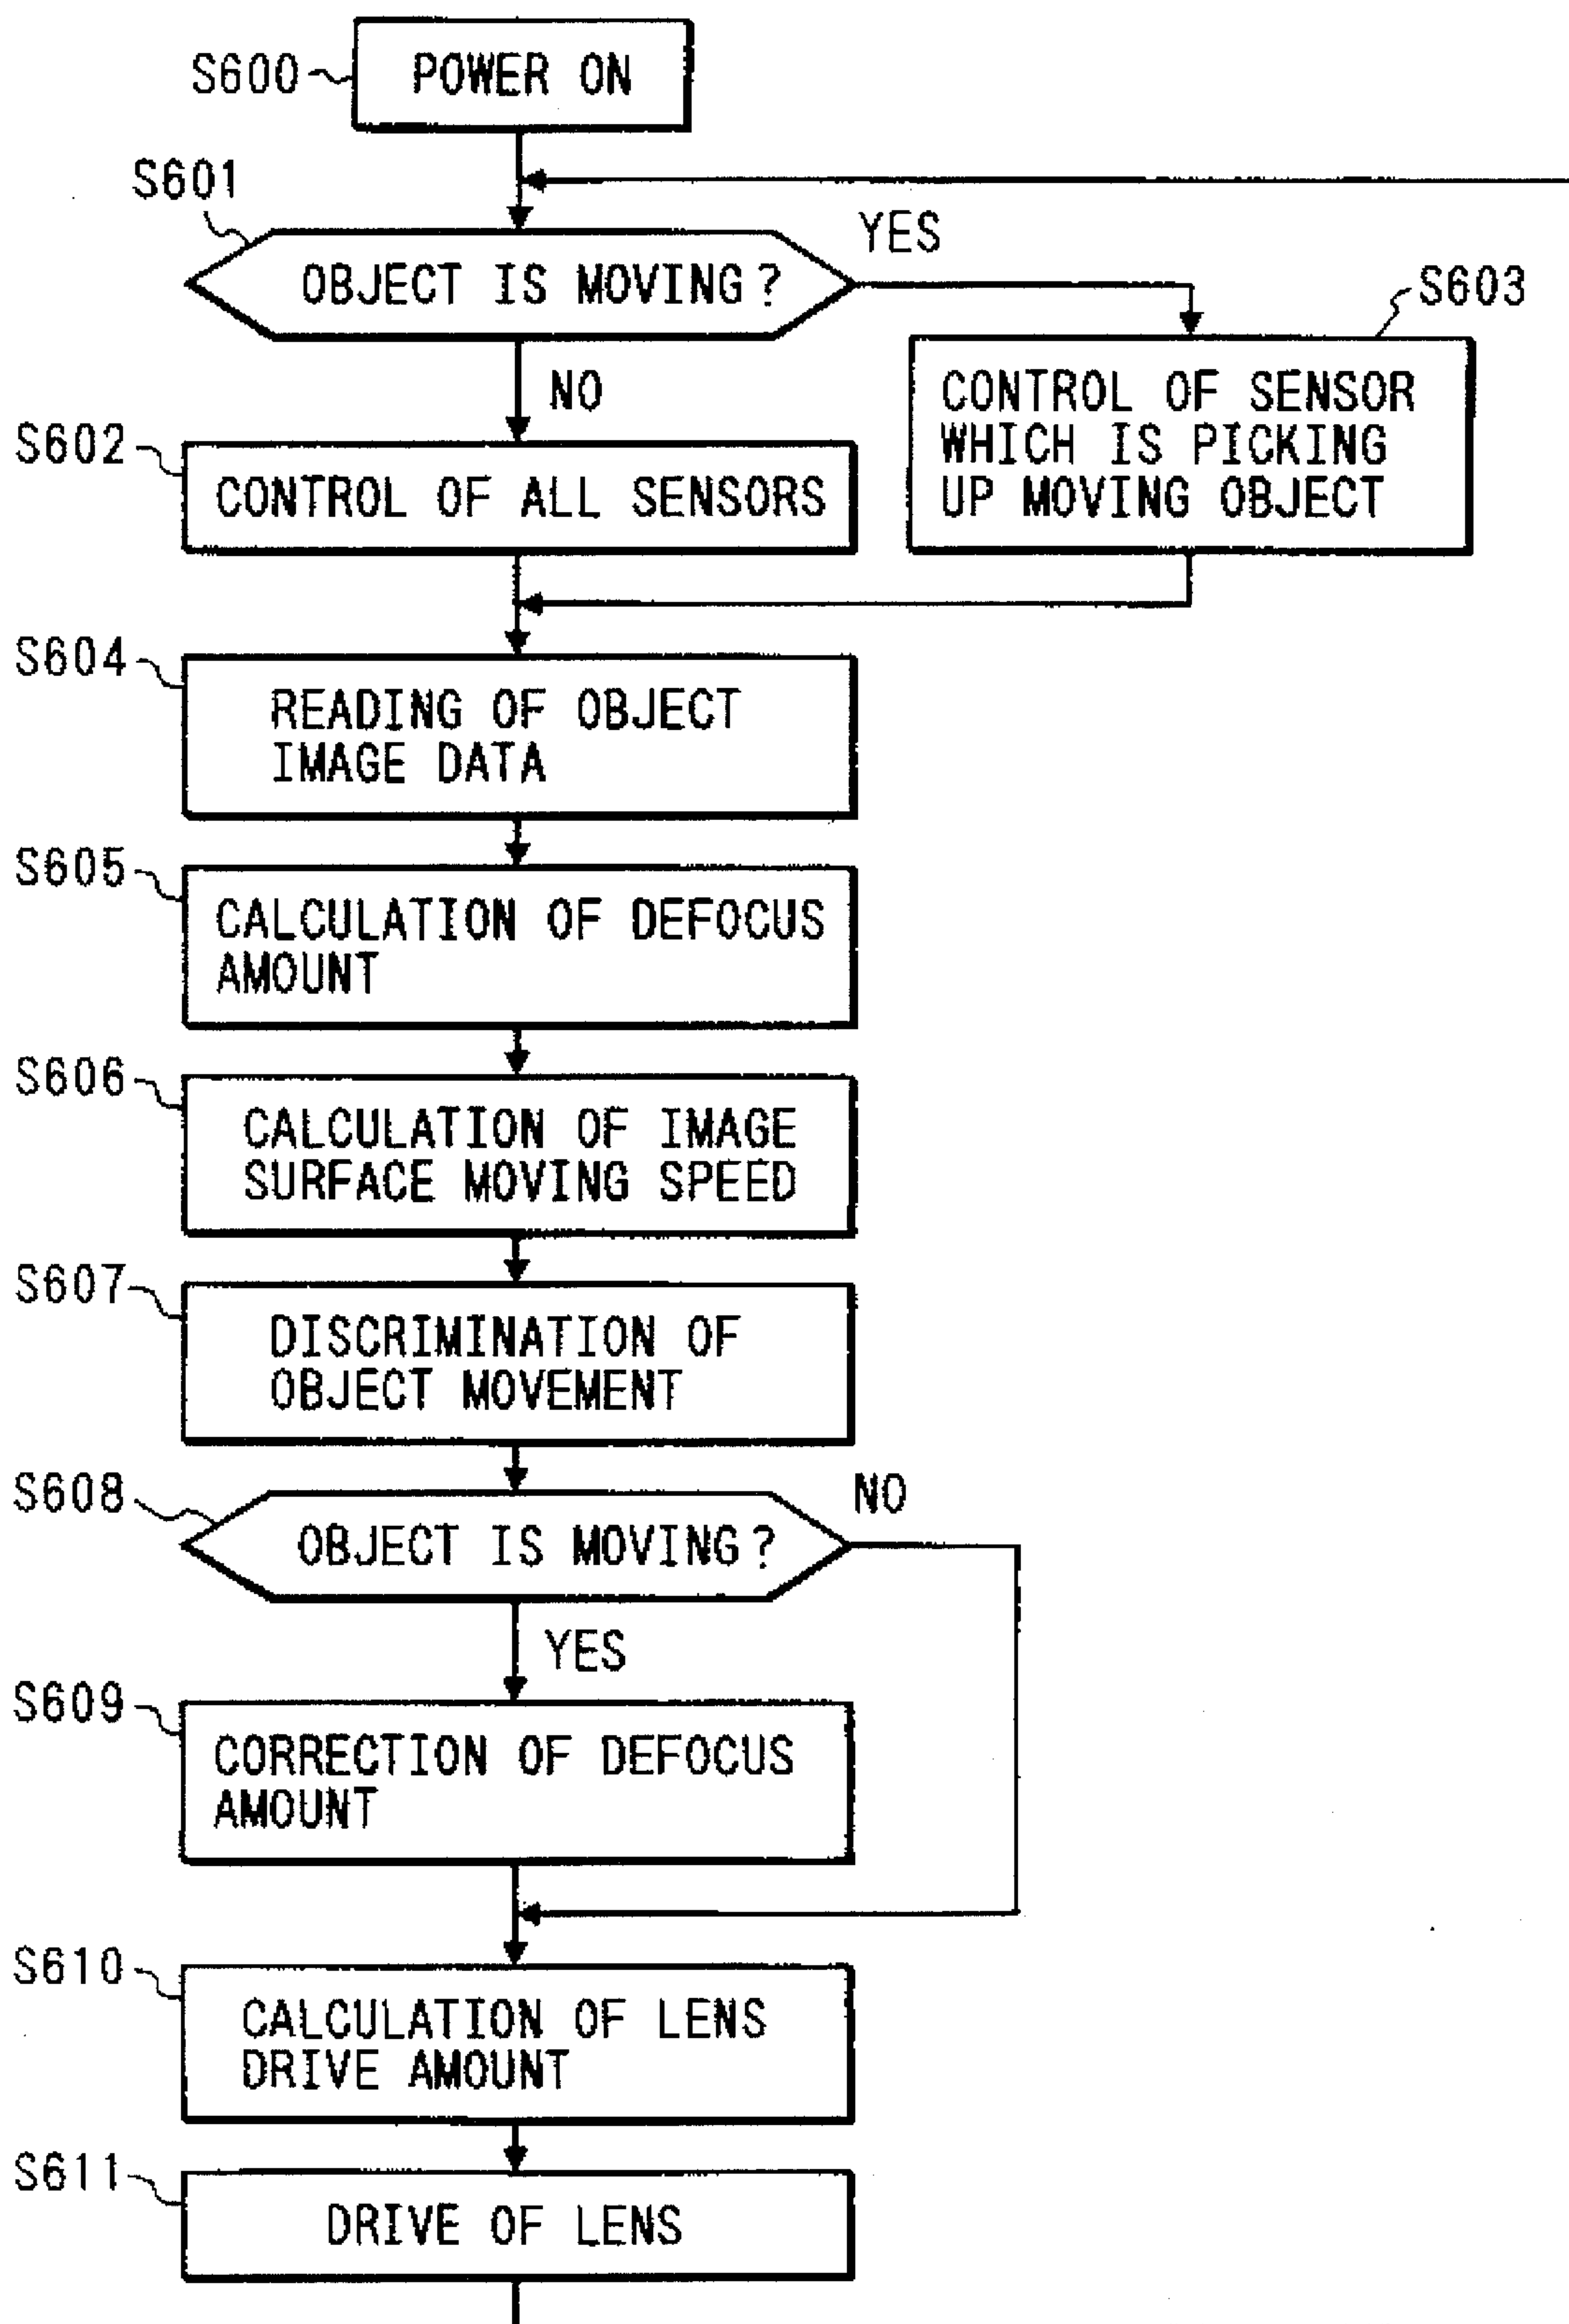 S600
POWER ON
S601
OBJECT IS MOVING?
YES
NO
S603
CONTROL OF SENSOR
WHICH IS PICKING
UP MOVING OBJECT
S602
CONTROL OF ALL SENSORS
S604
READING OF OBJECT
IMAGE DATA
S605
CALCULATION OF DEFOCUS
AMOUNT
S606
CALCULATION OF IMAGE
SURFACE MOVING SPEED
S607
DISCRIMINATION OF
OBJECT MOVEMENT
S608
OBJECT IS MOVING?
NO
YES
S609
CORRECTION OF DEFOCUS
AMOUNT
S610
CALCULATION OF LENS
DRIVE AMOUNT
S611
DRIVE OF LENS